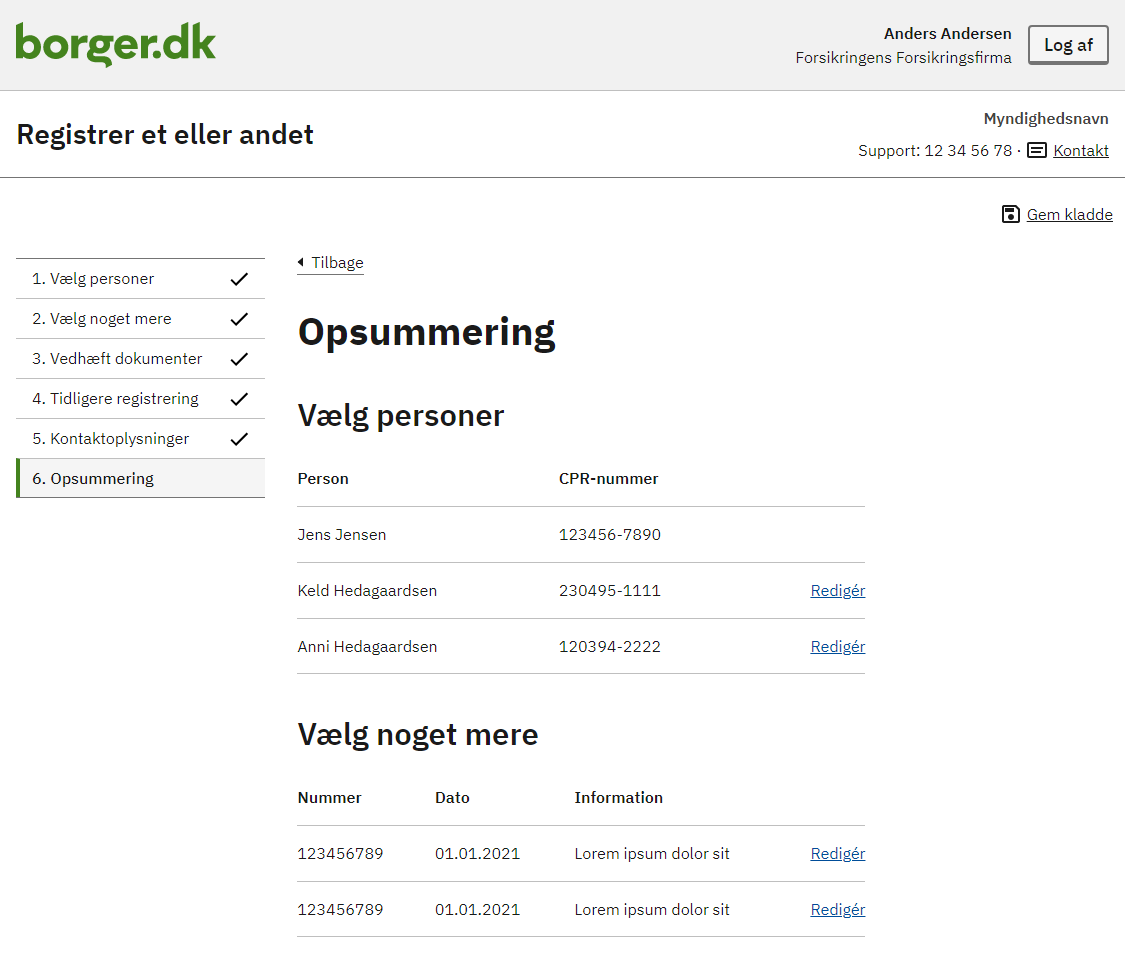 borger.dk
Anders Andersen
Forsikringens Forsikringsfirma
Log af
Registrer et eller andet
Myndighedsnavn
Support: 12 34 56 78 · Kontakt
Gem kladde
1. Vælg personer
2. Vælg noget mere
3. Vedhæft dokumenter
4. Tidligere registrering
5. Kontaktoplysninger
6. Opsummering
Tilbage
Opsummering
Vælg personer
Person CPR-nummer
Jens Jensen 123456-7890
Keld Hedagaardsen 230495-1111 Redigér
Anni Hedagaardsen 120394-2222 Redigér
Vælg noget mere
Nummer Dato Information
123456789 01.01.2021 Lorem ipsum dolor sit Redigér
123456789 01.01.2021 Lorem ipsum dolor sit Redigér